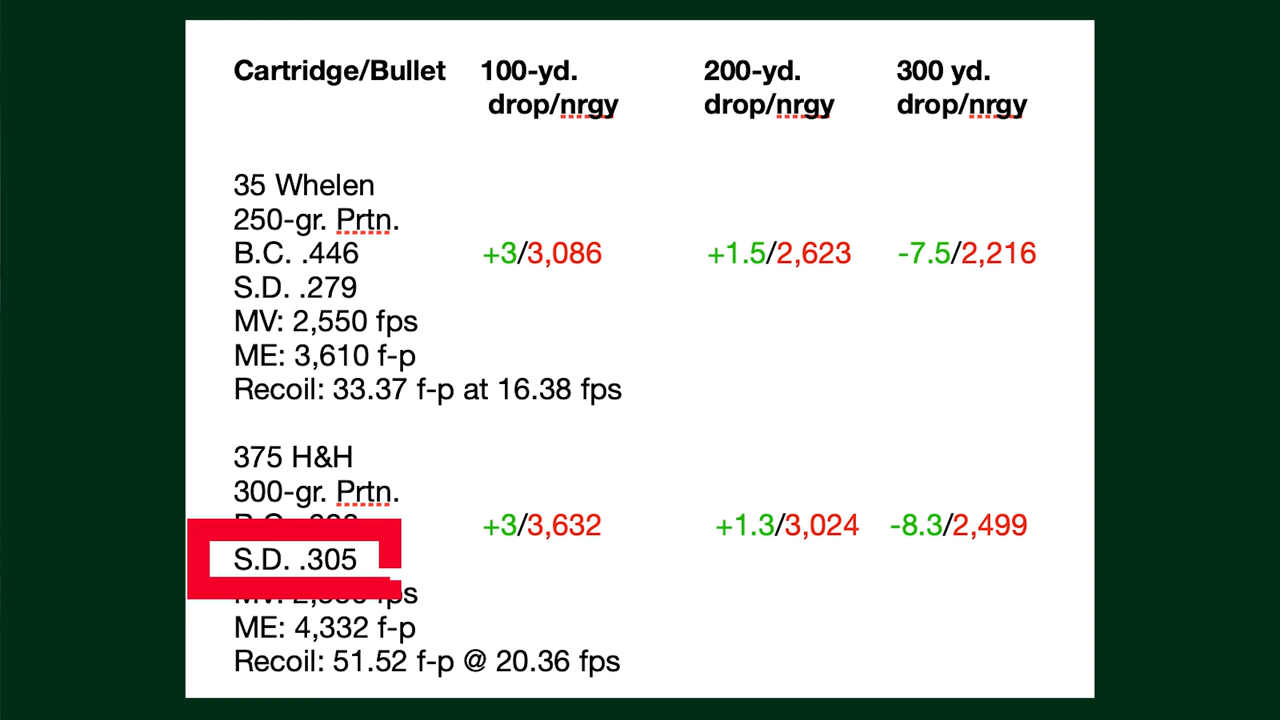 Cartridge/Bullet 100-yd. 200-yd. 300 yd.
drop/nrgy drop/nrgy drop/nrgy
35 Whelen
250-gr. Prtn.
B.C. .446 +3/3,086 +1.5/2,623 -7.5/2,216
S.D. .279
MV: 2,550 fps
ME: 3,610 f-p
Recoil: 33.37 f-p at 16.38 fps
375 H&H
300-gr. Prtn.
+3/3,632 +1.3/3,024 -8.3/2,499
S.D. .305
fps
ME: 4,332 f-p
Recoil: 51.52 f-p @ 20.36 fps